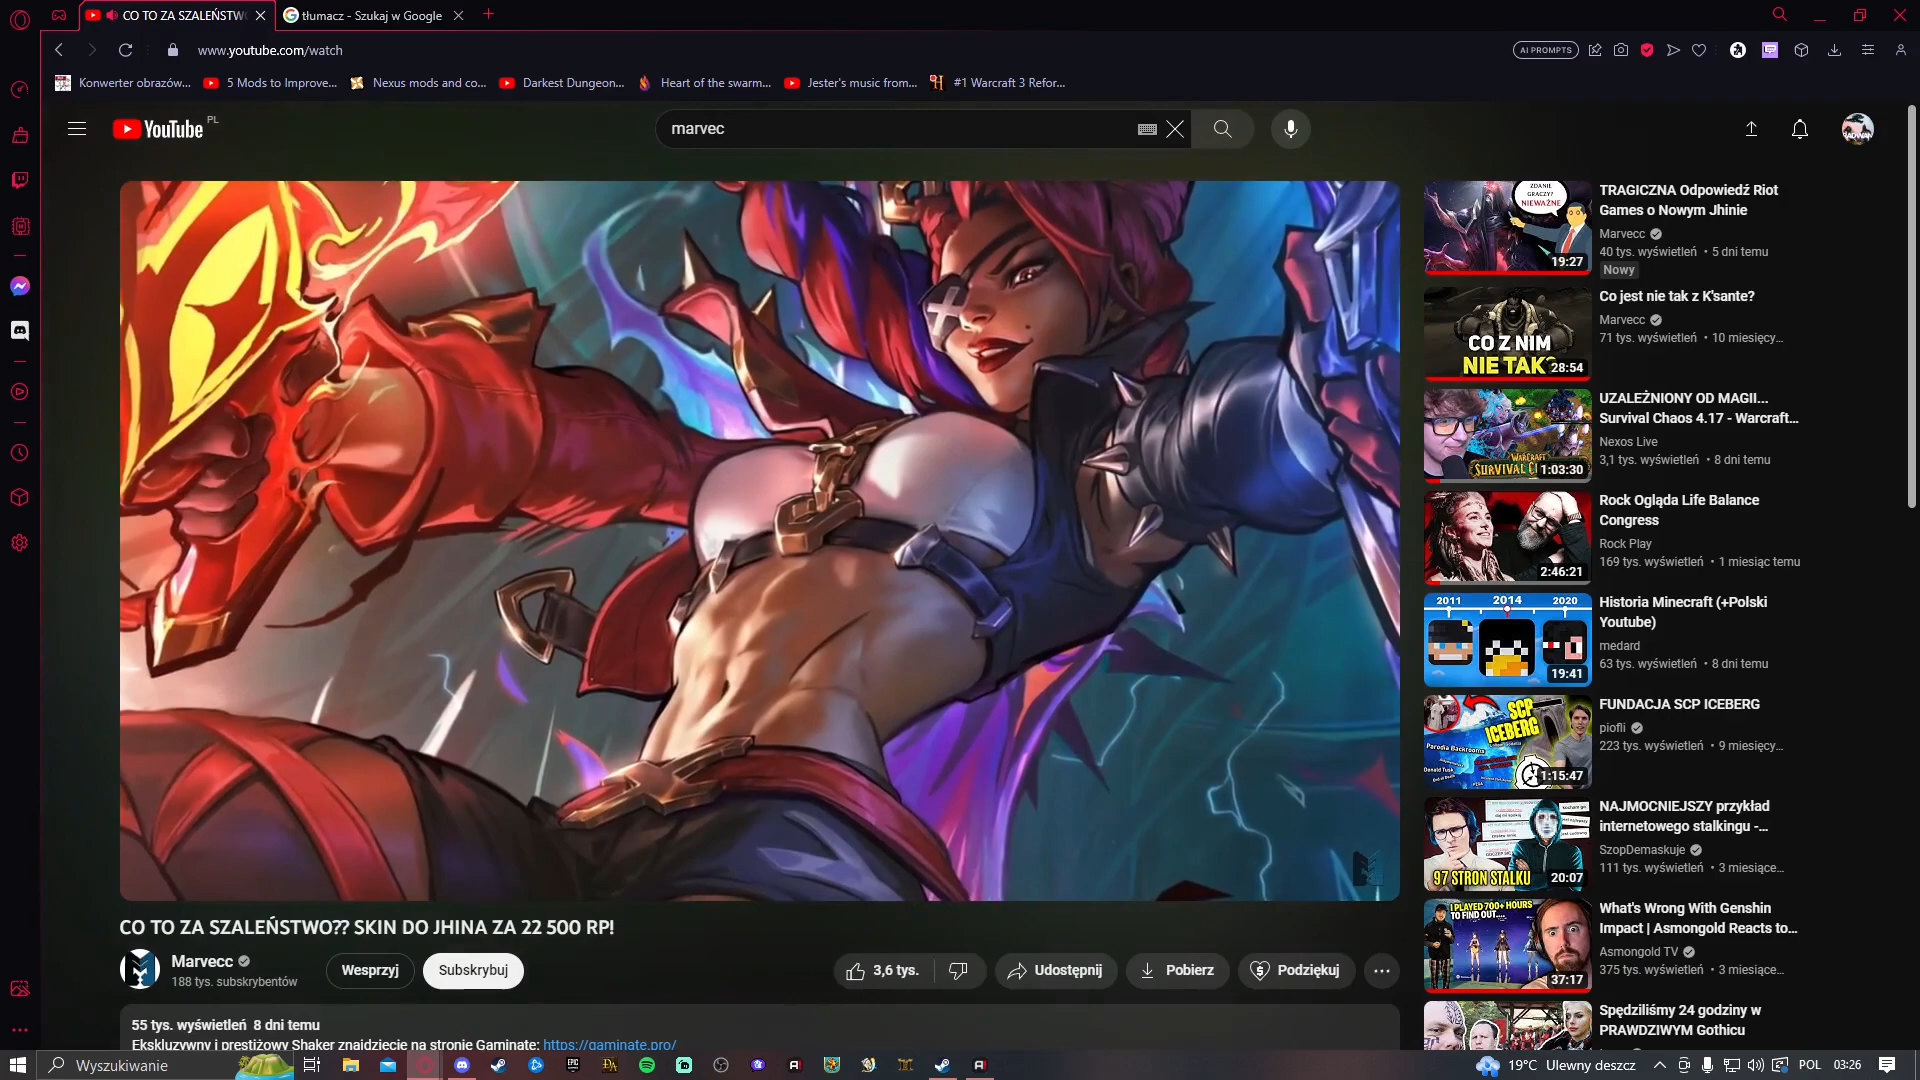 CO TO ZA SZALEŃSTW
tłumacz - Szukaj w Google
www.youtube.com/watch
AI PROMPTS
Konwerter obrazów...
5 Mods to Improve...
Nexus mods and co...
Darkest Dungeon...
Heart of the swarm...
Jester's music from...
#1 Warcraft 3 Refor...
YouTube PL
marvec
ZDANIE
GRACZY?
NIEWAŻNE
19:27
TRAGICZNA Odpowiedź Riot
Games o Nowym Jhinie
Marvecc
40 tys. wyświetleń • 5 dni temu
Nowy
CO Z NIM
NIE TAK?
28:54
Co jest nie tak z K'sante?
Marvecc
71 tys. wyświetleń • 10 miesięcy...
WARCRAFT
SURVIVAL C
1:03:30
UZALEŻNIONY OD MAGII...
Survival Chaos 4.17 - Warcraft...
Nexos Live
3,1 tys. wyświetleń • 8 dni temu
2:46:21
Rock Ogląda Life Balance
Congress
Rock Play
169 tys. wyświetleń • 1 miesiąc temu
2011 2014 2020
19:41
Historia Minecraft (+Polski
Youtube)
medard
63 tys. wyświetleń • 8 dni temu
SCP
ICEBERG
Parodia Backrooms
Donald Tusk
1:15:47
FUNDACJA SCP ICEBERG
piofli
223 tys. wyświetleń • 9 miesięcy...
97 STRON STALKU
20:07
NAJMOCNIEJSZY przykład
internetowego stalkingu -...
SzopDemaskuje
111 tys. wyświetleń • 3 miesiące...
I PLAYED 700+ HOURS
TO FIND OUT....
37:17
What's Wrong With Genshin
Impact | Asmongold Reacts to...
Asmongold TV
375 tys. wyświetleń • 3 miesiące...
Spędziliśmy 24 godziny w
PRAWDZIWYM Gothicu
CO TO ZA SZALEŃSTWO?? SKIN DO JHINA ZA 22 500 RP!
Marvecc
188 tys. subskrybentów
Wesprzyj
Subskrybuj
3,6 tys.
Udostępnij
Pobierz
Podziękuj
55 tys. wyświetleń 8 dni temu
Ekskluzywny i prestiżowy Shaker znajdziecie na stronie Gaminate: https://gaminate.pro/
Wyszukiwanie
19°C Ulewny deszcz
POL
03:26